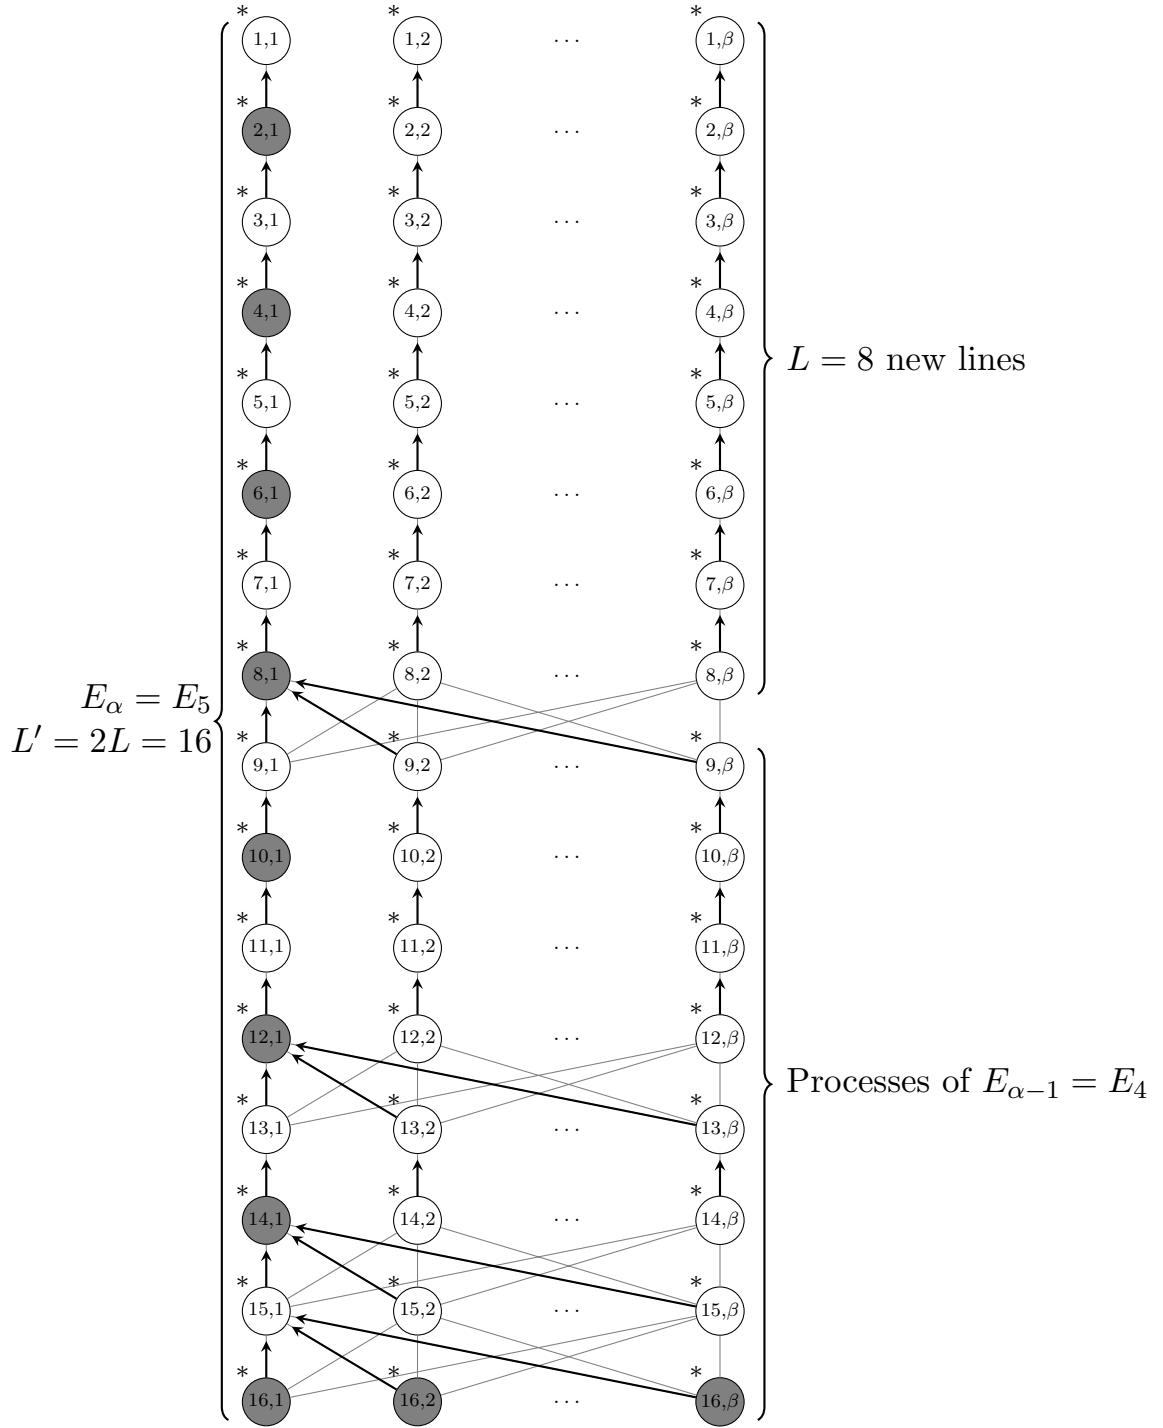 * * *
1,1 1,2 ... 1,β
* * *
2,1 2,2 ... 2,β
* * *
3,1 3,2 ... 3,β
* * *
4,1 4,2 ... 4,β
L = 8 new lines
* * *
5,1 5,2 ... 5,β
* * *
6,1 6,2 ... 6,β
* * *
7,1 7,2 ... 7,β
* * *
8,1 8,2 ... 8,β
E_α = E_5
L′ = 2L = 16
* * *
9,1 9,2 ... 9,β
* * *
10,1 10,2 ... 10,β
* * *
11,1 11,2 ... 11,β
* * *
12,1 12,2 ... 12,β
Processes of E_{α−1} = E_4
* * *
13,1 13,2 ... 13,β
* * *
14,1 14,2 ... 14,β
* * *
15,1 15,2 ... 15,β
* * *
16,1 16,2 ... 16,β